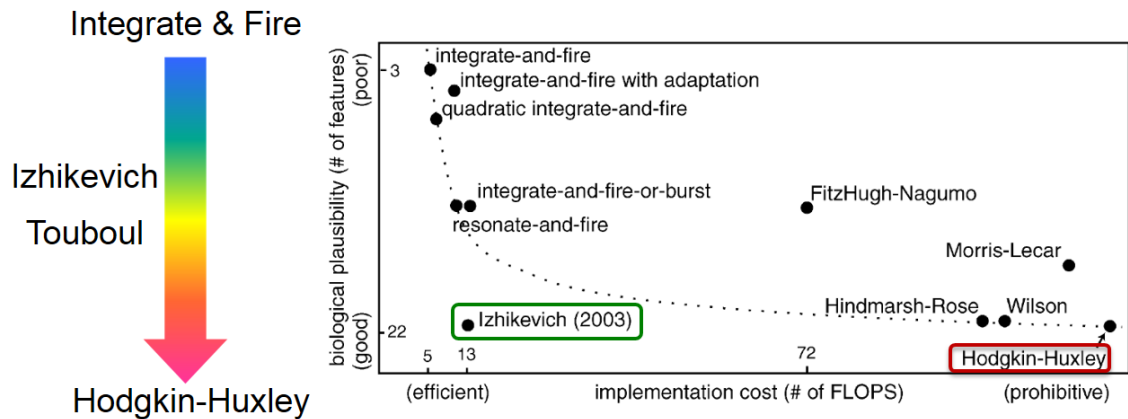 Integrate & Fire
Izhikevich
Touboul
Hodgkin-Huxley
biological plausibility (# of features)
(poor)
(good)
3
22
integrate-and-fire
integrate-and-fire with adaptation
quadratic integrate-and-fire
integrate-and-fire-or-burst
resonate-and-fire
FitzHugh-Nagumo
Morris-Lecar
Hindmarsh-Rose
Wilson
Izhikevich (2003)
Hodgkin-Huxley
5
13
72
(efficient)
implementation cost (# of FLOPS)
(prohibitive)